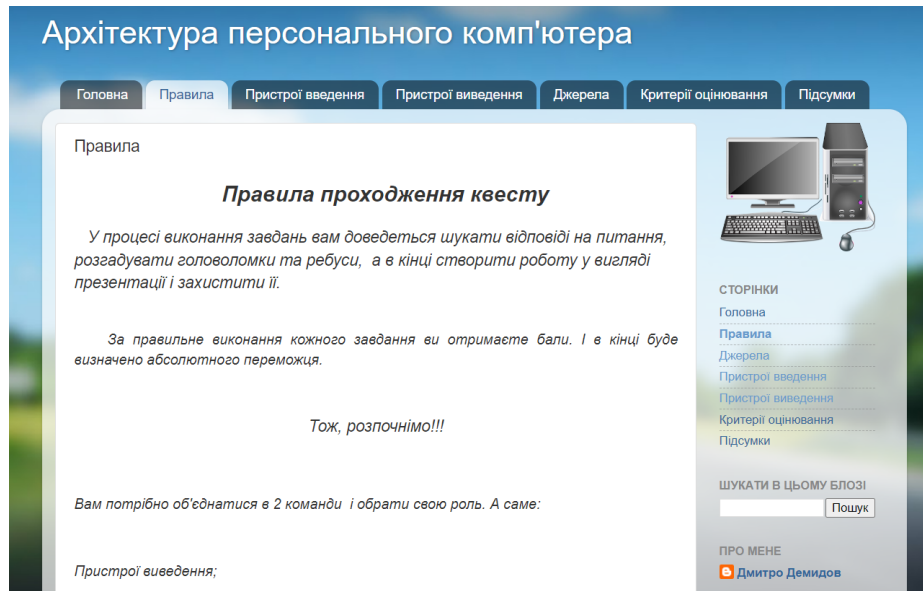 Архітектура персонального комп'ютера
Головна
Правила
Пристрої введення
Пристрої виведення
Джерела
Критерії оцінювання
Підсумки
Правила
Правила проходження квесту
У процесі виконання завдань вам доведеться шукати відповіді на питання,
розгадувати головоломки та ребуси, а в кінці створити роботу у вигляді
презентації і захистити її.
За правильне виконання кожного завдання ви отримаєте бали. І в кінці буде
визначено абсолютного переможця.
Тож, розпочнімо!!!
Вам потрібно об'єднатися в 2 команди і обрати свою роль. А саме:
Пристрої виведення;
СТОРІНКИ
Головна
Правила
Джерела
Пристрої введення
Пристрої виведення
Критерії оцінювання
Підсумки
ШУКАТИ В ЦЬОМУ БЛОЗІ
Пошук
ПРО МЕНЕ
Дмитро Демидов